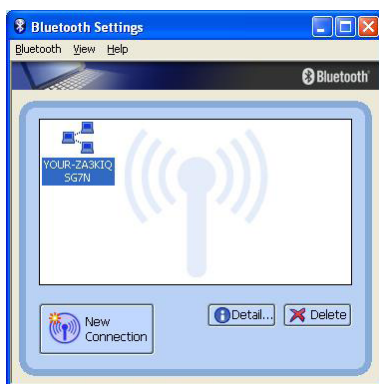 Bluetooth Settings
Bluetooth View Help
Bluetooth
YOUR-ZA3KIQ
SG7N
New
Connection
Detail...
Delete